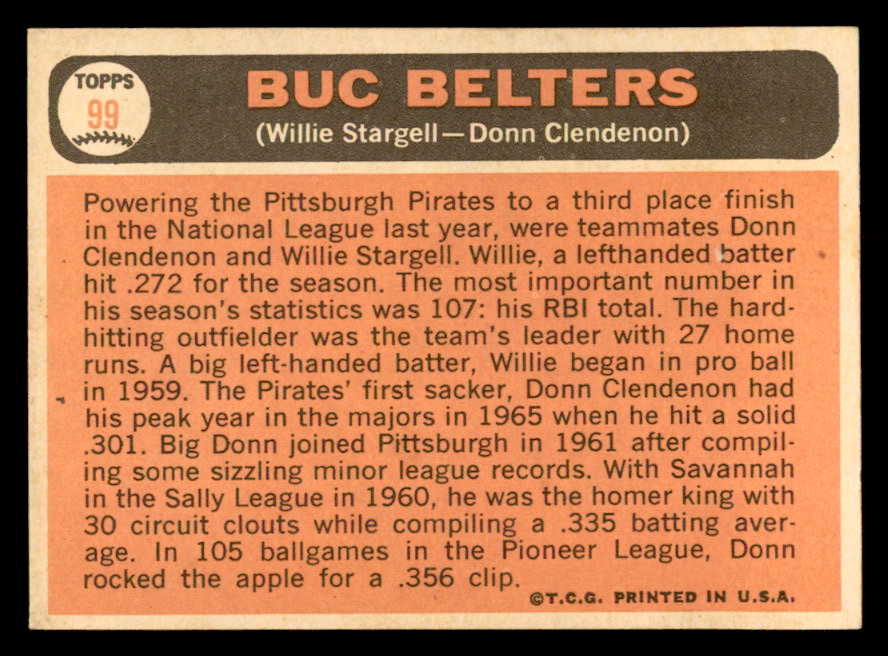 TOPPS
99
BUC BELTERS
(Willie Stargell—Donn Clendenon)
Powering the Pittsburgh Pirates to a third place finish
in the National League last year, were teammates Donn
Clendenon and Willie Stargell. Willie, a lefthanded batter
hit .272 for the season. The most important number in
his season's statistics was 107: his RBI total. The hard-
hitting outfielder was the team's leader with 27 home
runs. A big left-handed batter, Willie began in pro ball
in 1959. The Pirates' first sacker, Donn Clendenon had
his peak year in the majors in 1965 when he hit a solid
.301. Big Donn joined Pittsburgh in 1961 after compil-
ing some sizzling minor league records. With Savannah
in the Sally League in 1960, he was the homer king with
30 circuit clouts while compiling a .335 batting aver-
age. In 105 ballgames in the Pioneer League, Donn
rocked the apple for a .356 clip.
©T.C.G. PRINTED IN U.S.A.